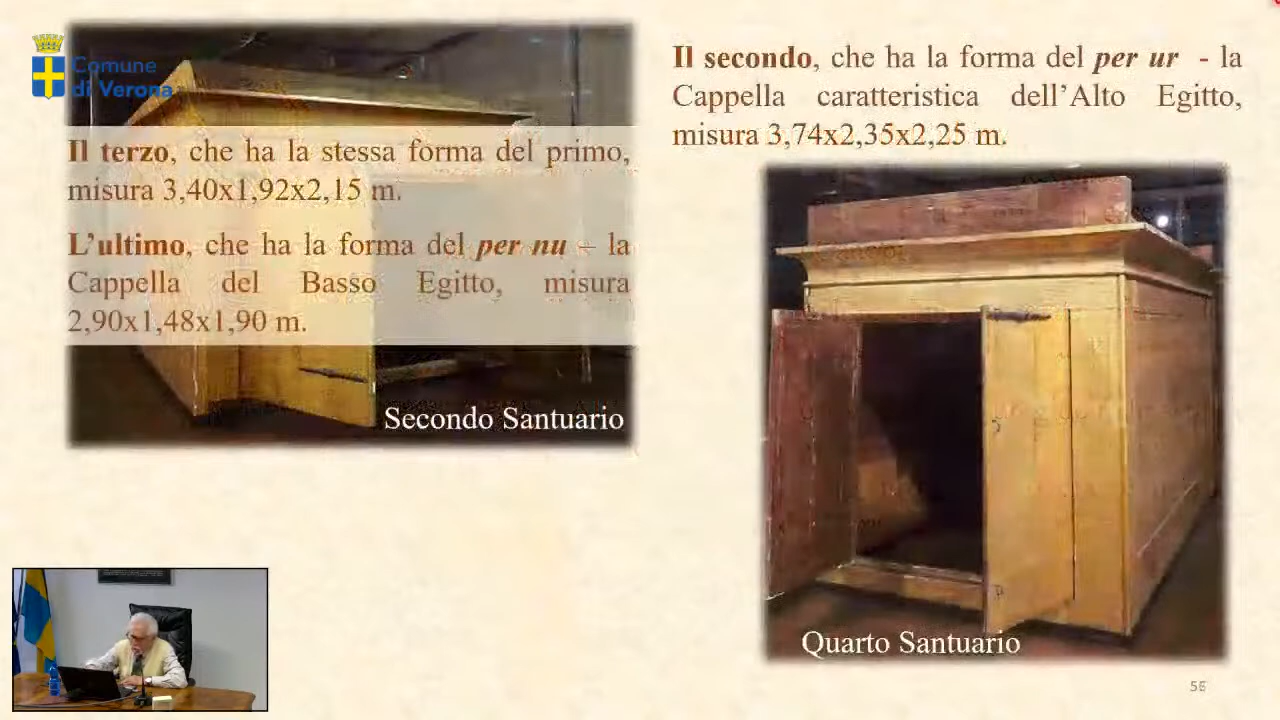 Comune
di Verona
Il terzo, che ha la stessa forma del primo,
misura 3,40x1,92x2,15 m.
L’ultimo, che ha la forma del per nu – la
Cappella del Basso Egitto, misura
2,90x1,48x1,90 m.
Secondo Santuario
Il secondo, che ha la forma del per ur - la
Cappella caratteristica dell’Alto Egitto,
misura 3,74x2,35x2,25 m.
Quarto Santuario